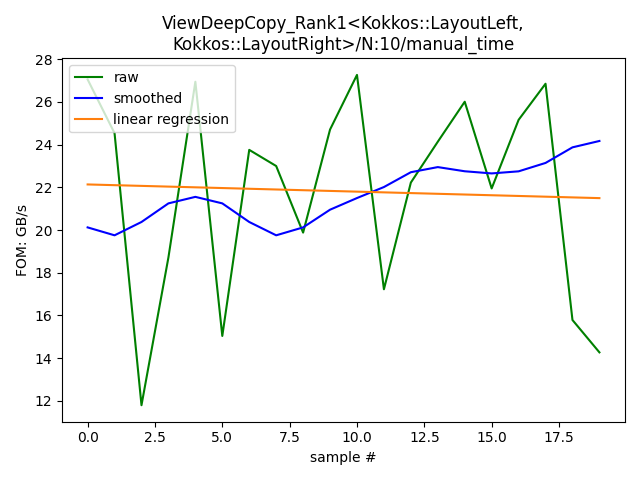 ViewDeepCopy_Rank1<Kokkos::LayoutLeft,
Kokkos::LayoutRight>/N:10/manual_time
raw
smoothed
linear regression
FOM: GB/s
28
26
24
22
20
18
16
14
12
0.0 2.5 5.0 7.5 10.0 12.5 15.0 17.5
sample #